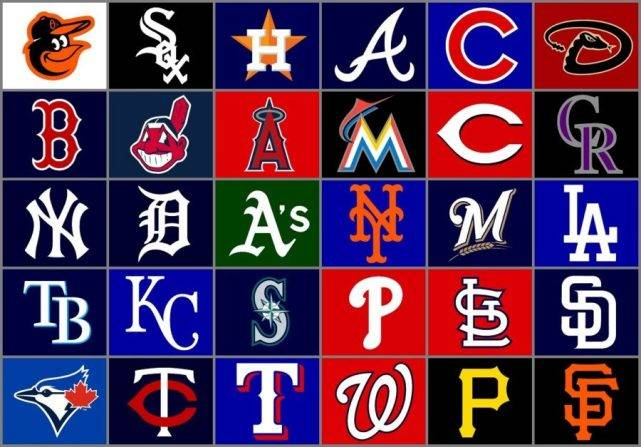 Sox H A C D
B A M C CR
NY D A's NY M LA
TB KC S P STL SD
TC T W P SF